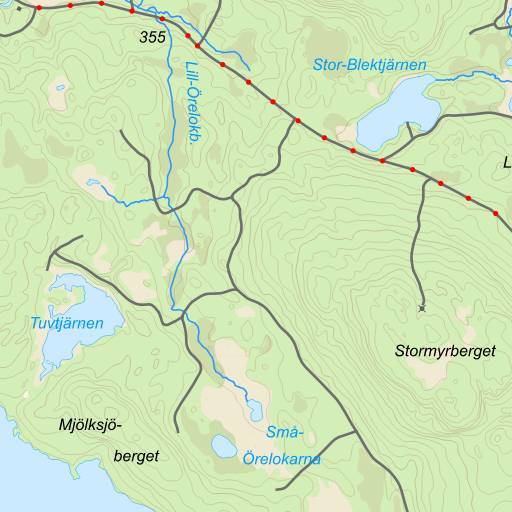 355
Stor-Blektjärnen
Lill-Örelokb.
L
Tuvtjärnen
Stormyrberget
Mjölksjö-
berget
Små-
Örelokarna